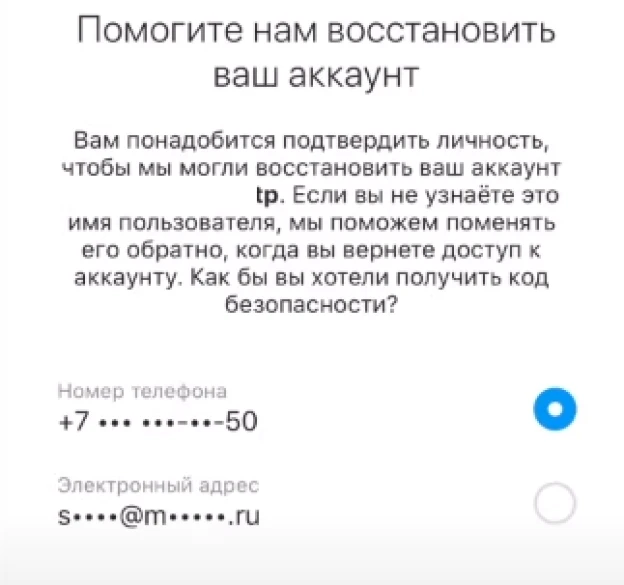 Помогите нам восстановить
ваш аккаунт
Вам понадобится подтвердить личность,
чтобы мы могли восстановить ваш аккаунт
tp. Если вы не узнаёте это
имя пользователя, мы поможем поменять
его обратно, когда вы вернете доступ к
аккаунту. Как бы вы хотели получить код
безопасности?
Номер телефона
+7 ••• •••-••-50
Электронный адрес
s••••@m•••••.ru